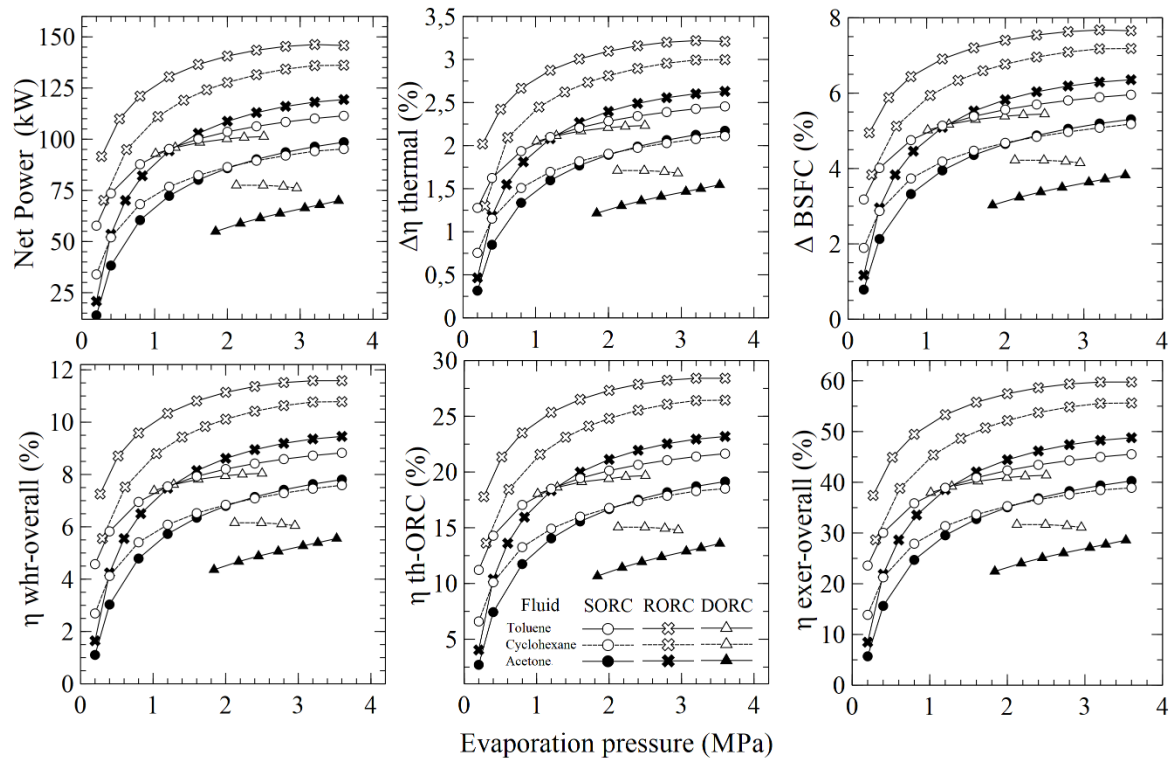 Net Power (kW)
150
125
100
75
50
25
0 1 2 3 4
Δη thermal (%)
3,5
3
2.5
2
1.5
1
0,5
0
0 1 2 3 4
Δ BSFC (%)
8
6
4
2
0
0 1 2 3 4
η whr-overall (%)
12
10
8
6
4
2
0
0 1 2 3 4
η th-ORC (%)
30
25
20
15
10
5
0 1 2 3 4
Fluid SORC RORC DORC
Toluene
Cyclohexane
Acetone
η exer-overall (%)
60
50
40
30
20
10
0
0 1 2 3 4
Evaporation pressure (MPa)